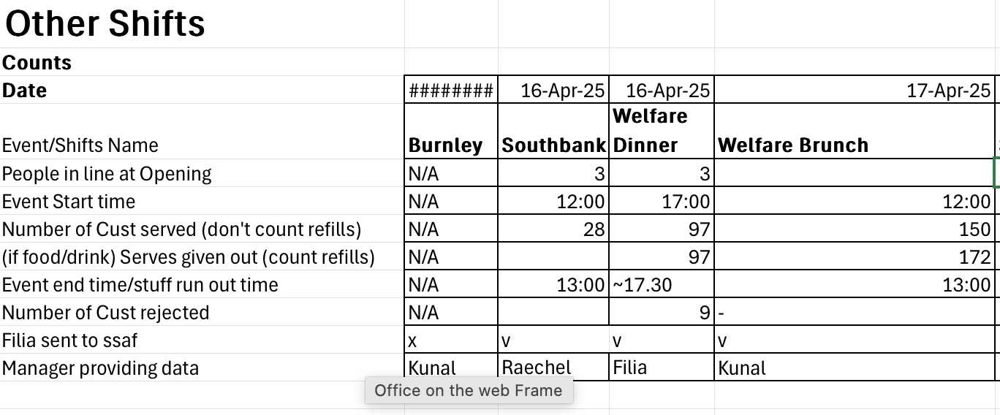 Other Shifts
Counts
Date ######## 16-Apr-25 16-Apr-25 17-Apr-25
Event/Shifts Name Burnley Southbank Welfare Dinner Welfare Brunch
People in line at Opening N/A 3 3
Event Start time N/A 12:00 17:00 12:00
Number of Cust served (don't count refills) N/A 28 97 150
(if food/drink) Serves given out (count refills) N/A 97 172
Event end time/stuff run out time N/A 13:00 ~17.30 13:00
Number of Cust rejected N/A 9 -
Filia sent to ssaf x v v v
Manager providing data Kunal Raechel Filia Kunal
Office on the web Frame